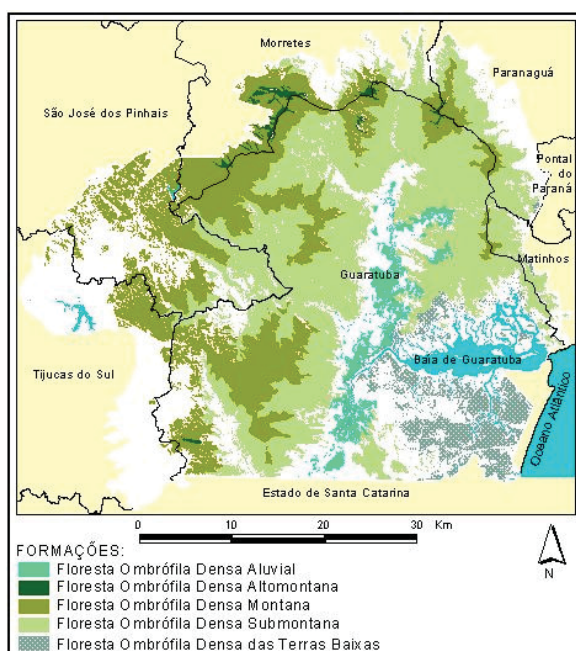 Morretes
Paranaguá
São José dos Pinhais
Pontal
do
Paraná
Matinhos
Guaratuba
Baía de Guaratuba
Tijucas do Sul
Oceano Atlântico
Estado de Santa Catarina
0 10 20 30 Km
N
FORMAÇÕES:
Floresta Ombrófila Densa Aluvial
Floresta Ombrófila Densa Altomontana
Floresta Ombrófila Densa Montana
Floresta Ombrófila Densa Submontana
Floresta Ombrófila Densa das Terras Baixas